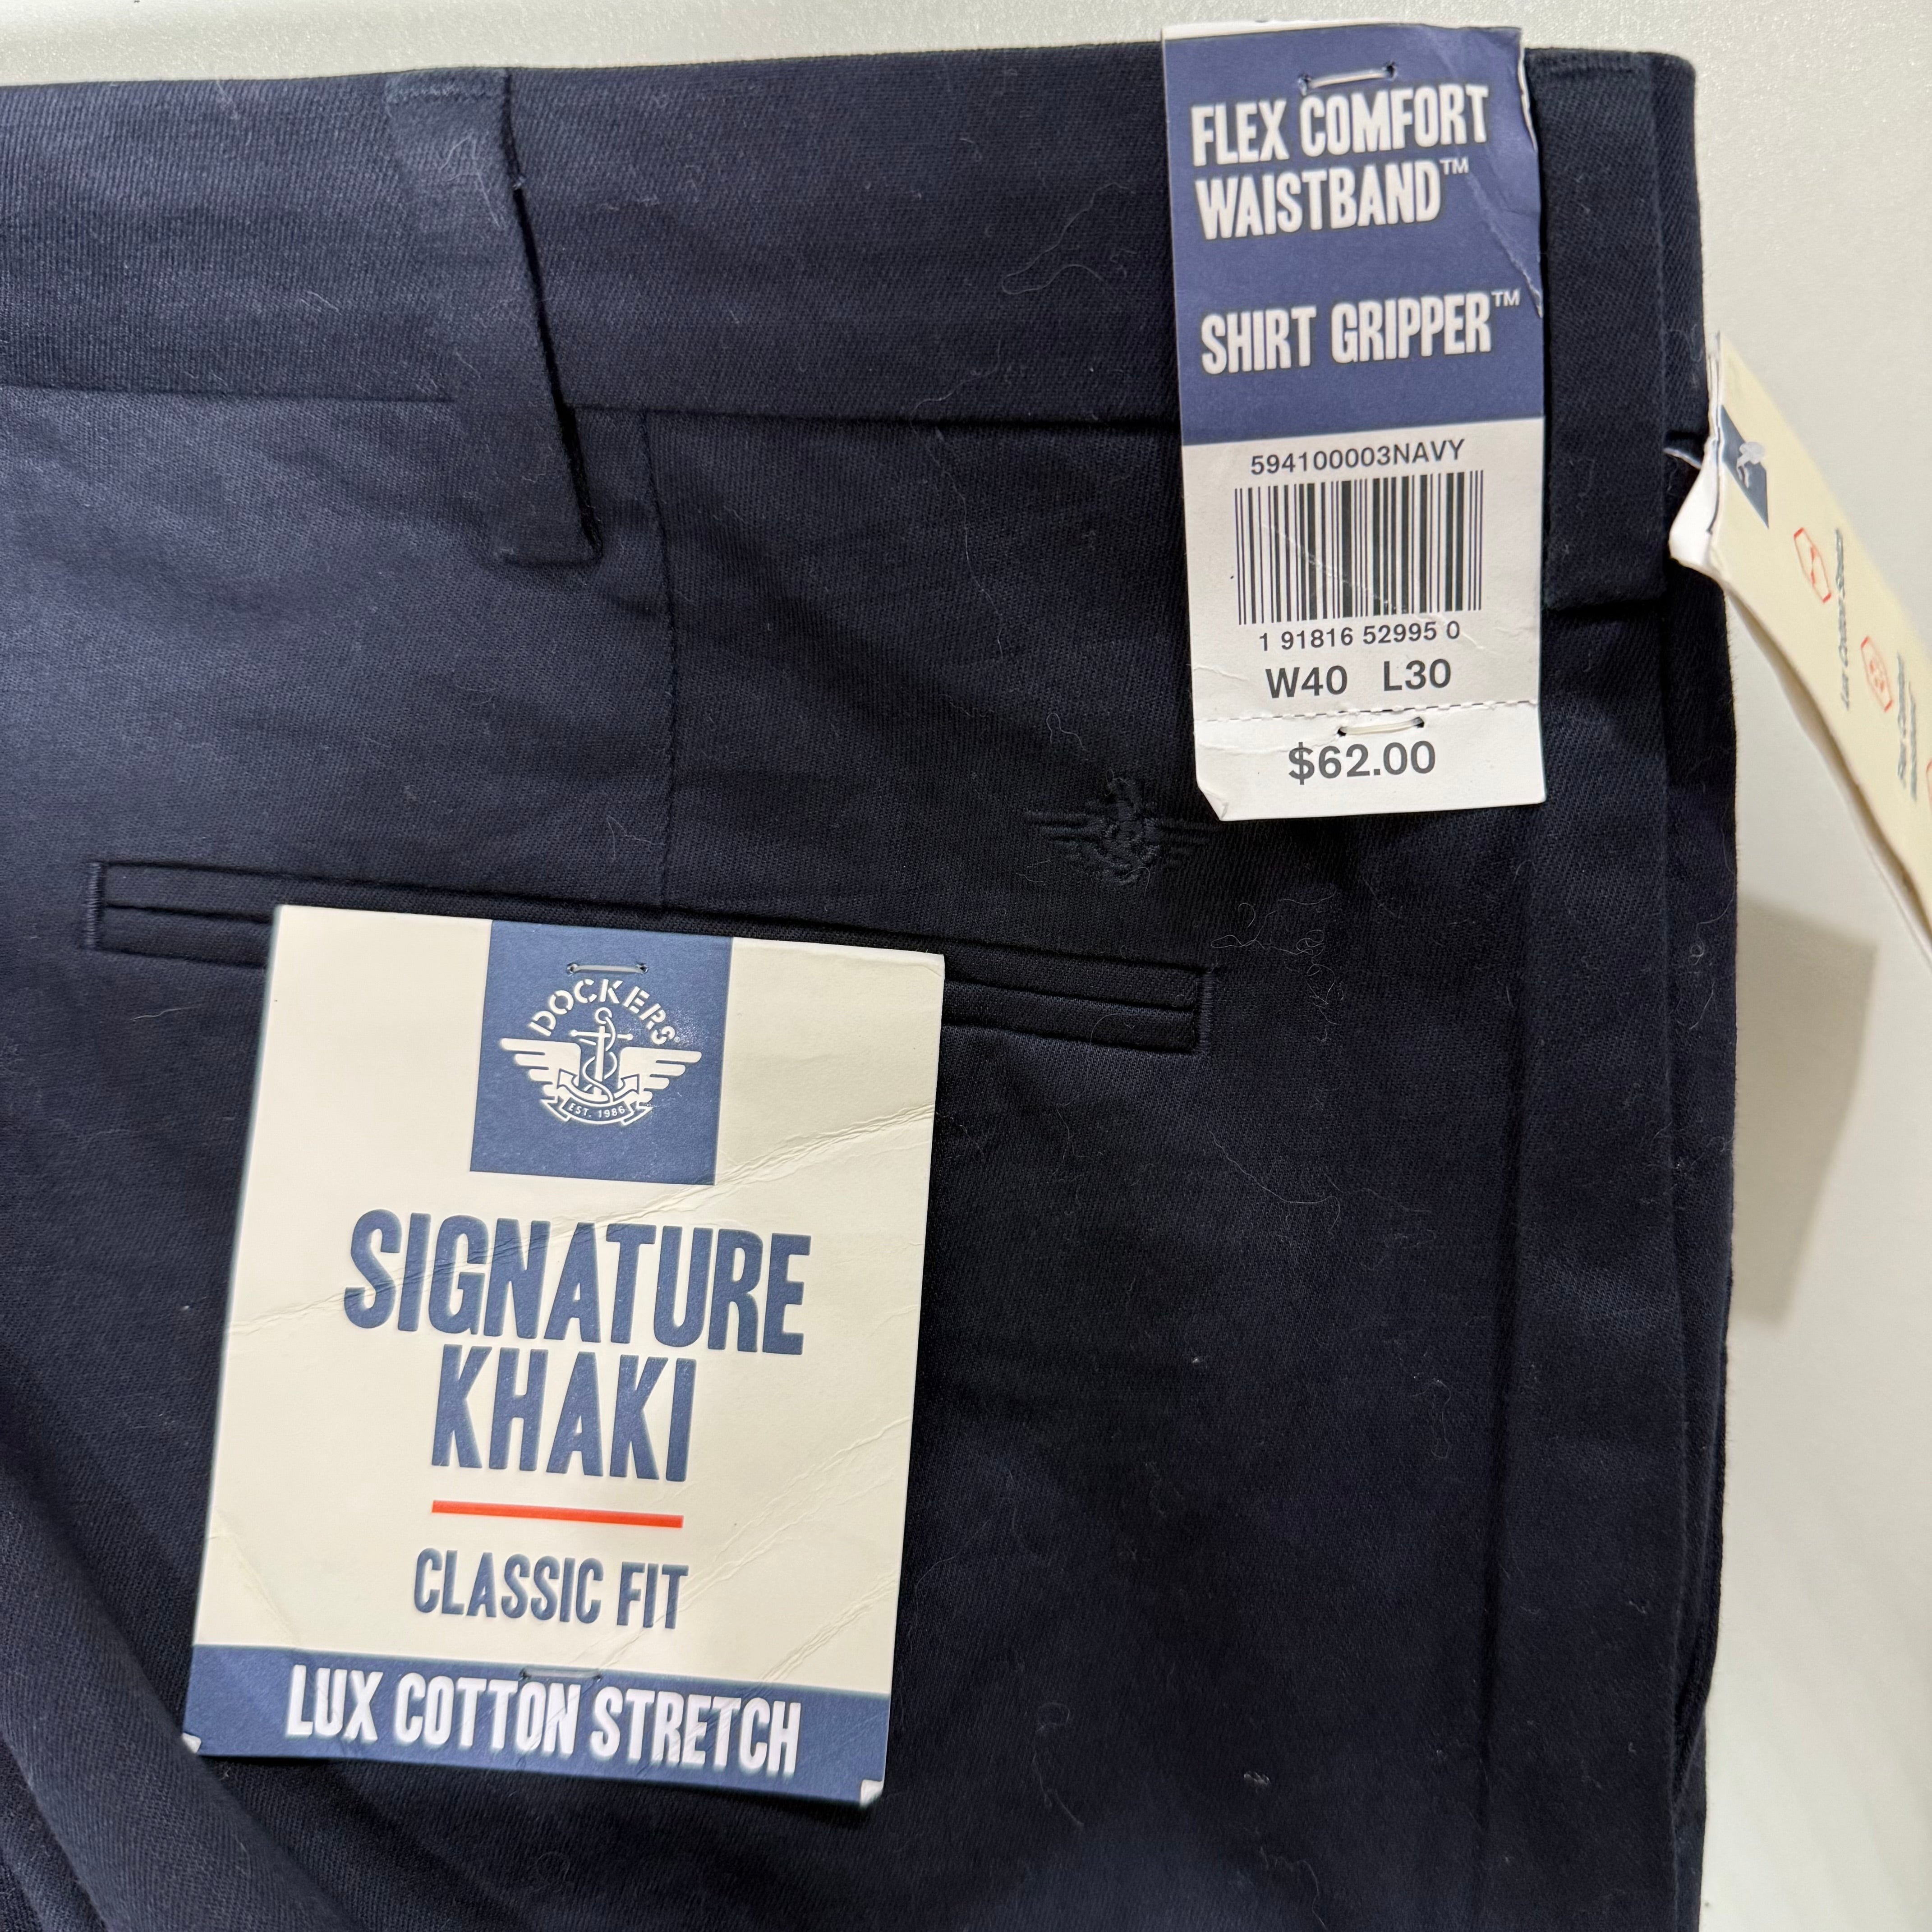 FLEX COMFORT
WAISTBAND™
SHIRT GRIPPER™
594100003NAVY
1 91816 52995 0
W40 L30
$62.00
DOCKERS®
EST. 1986
SIGNATURE
KHAKI
CLASSIC FIT
LUX COTTON STRETCH